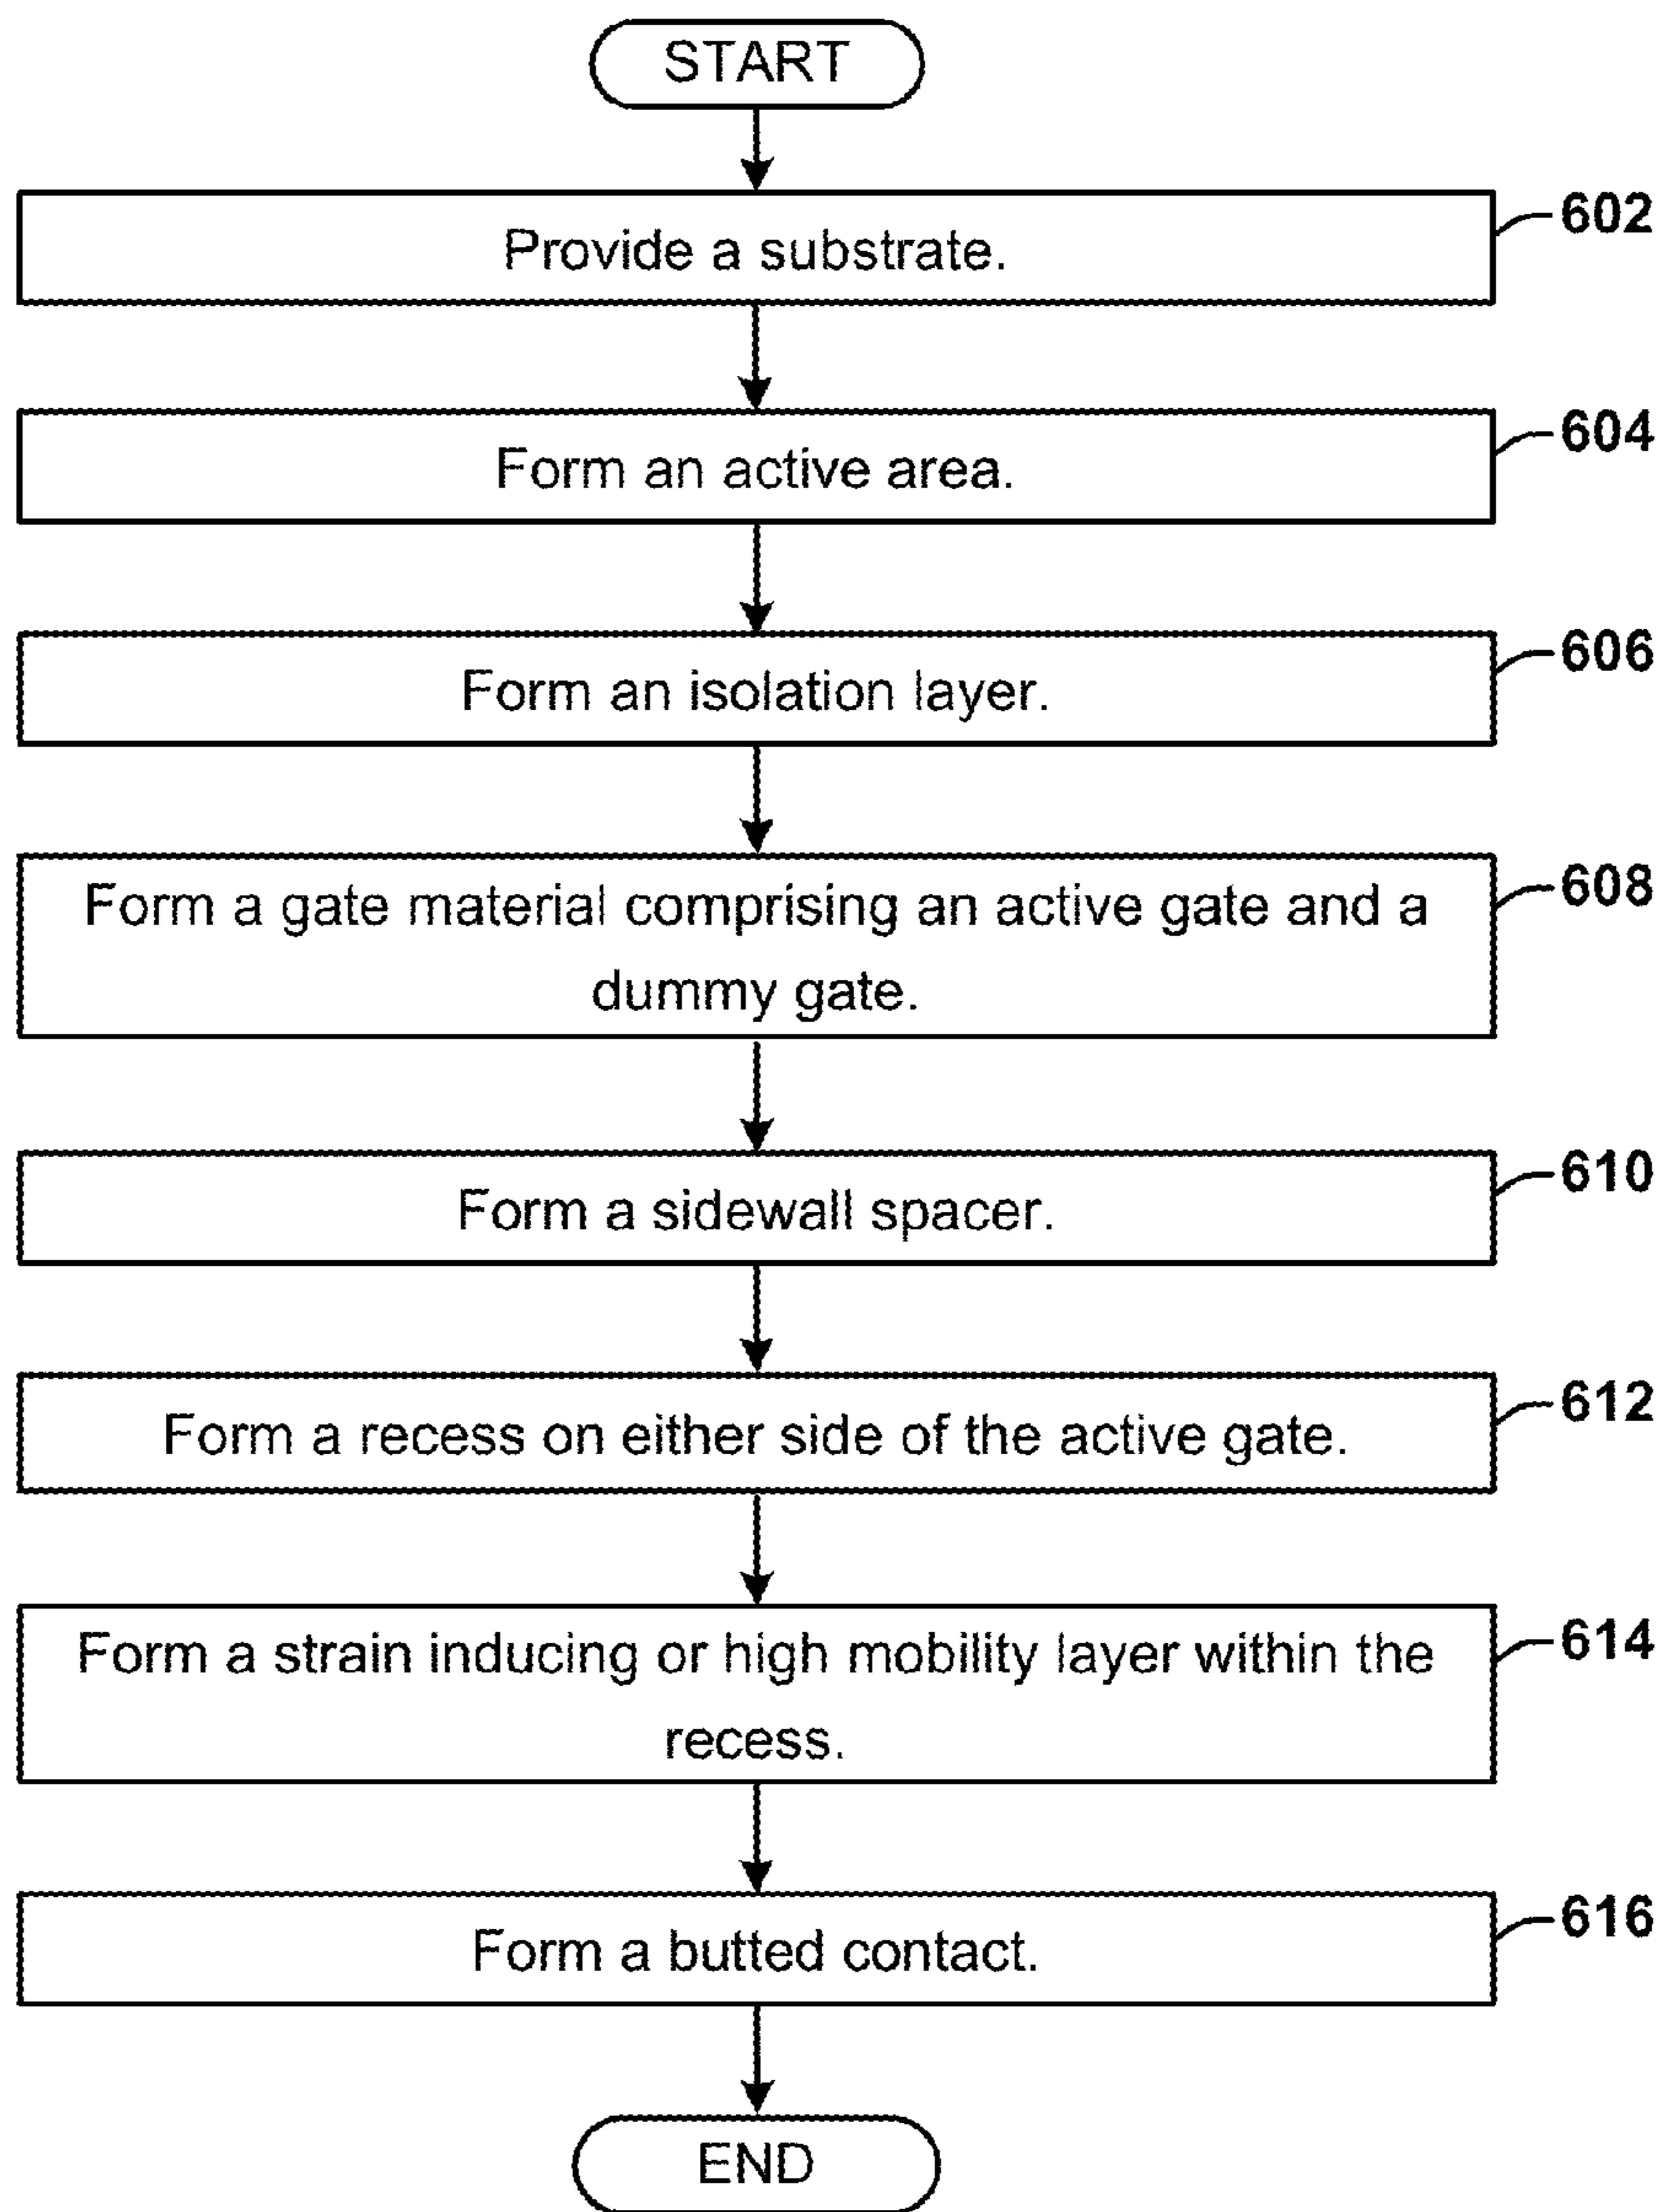 START
602
Provide a substrate.
604
Form an active area.
606
Form an isolation layer.
608
Form a gate material comprising an active gate and a
dummy gate.
610
Form a sidewall spacer.
612
Form a recess on either side of the active gate.
614
Form a strain inducing or high mobility layer within the
recess.
616
Form a butted contact.
END